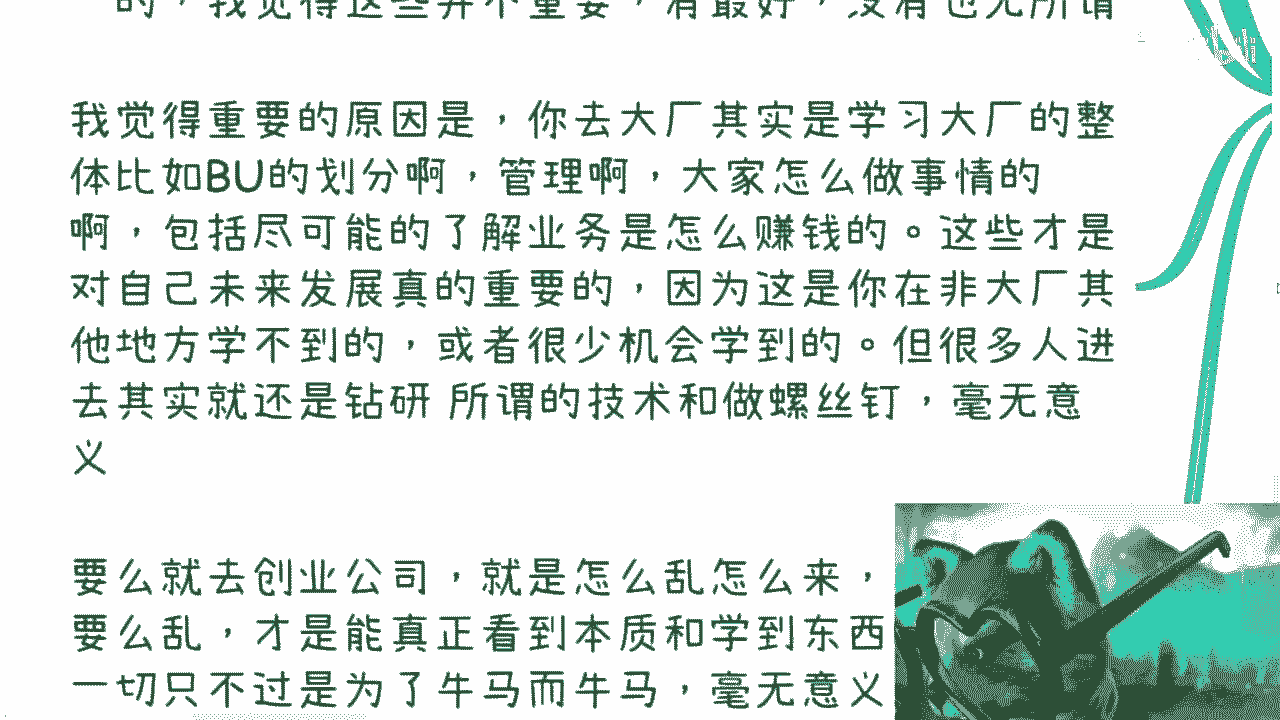 的，我觉得这些并不重要，有最好，没有也无所谓
我觉得重要的原因是，你去大厂其实是学习大厂的整
体比如BU的划分啊，管理啊，大家怎么做事情的
啊，包括尽可能的了解业务是怎么赚钱的。这些才是
对自己未来发展真的重要的，因为这是你在非大厂其
他地方学不到的，或者很少机会学到的。但很多人进
去其实就还是钻研 所谓的技术和做螺丝钉，毫无意
义
要么就去创业公司，就是怎么乱怎么来，
要么乱，才是能真正看到本质和学到东西
一切只不过是为了牛马而牛马，毫无意义